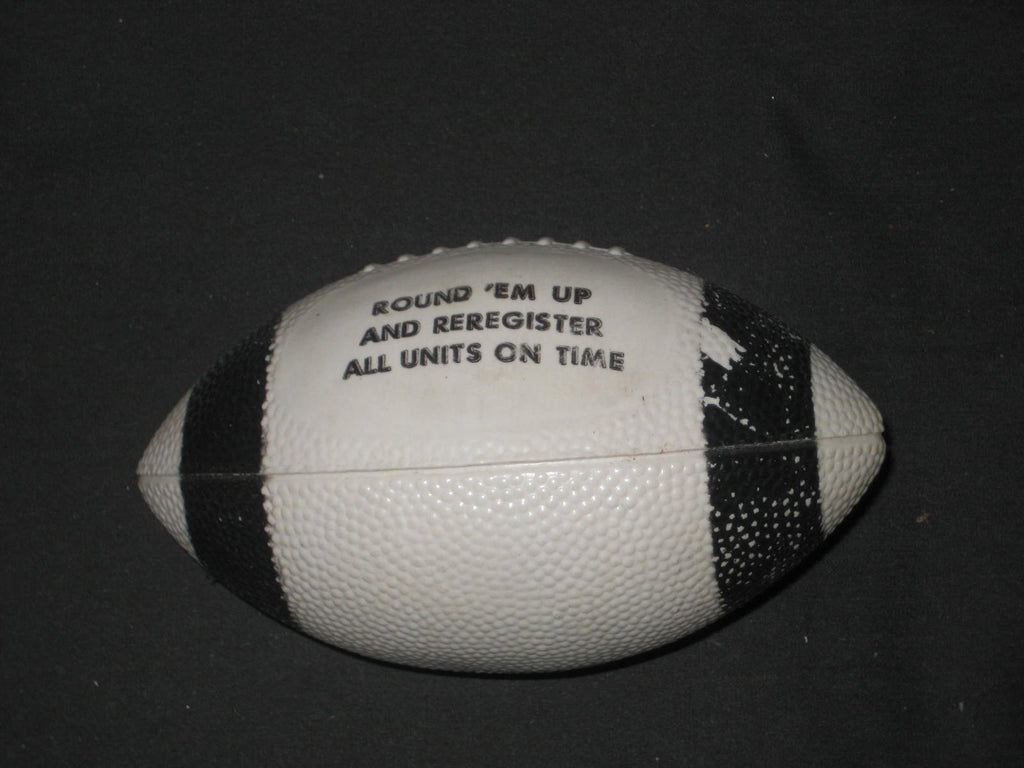 ROUND 'EM UP
AND REREGISTER
ALL UNITS ON TIME